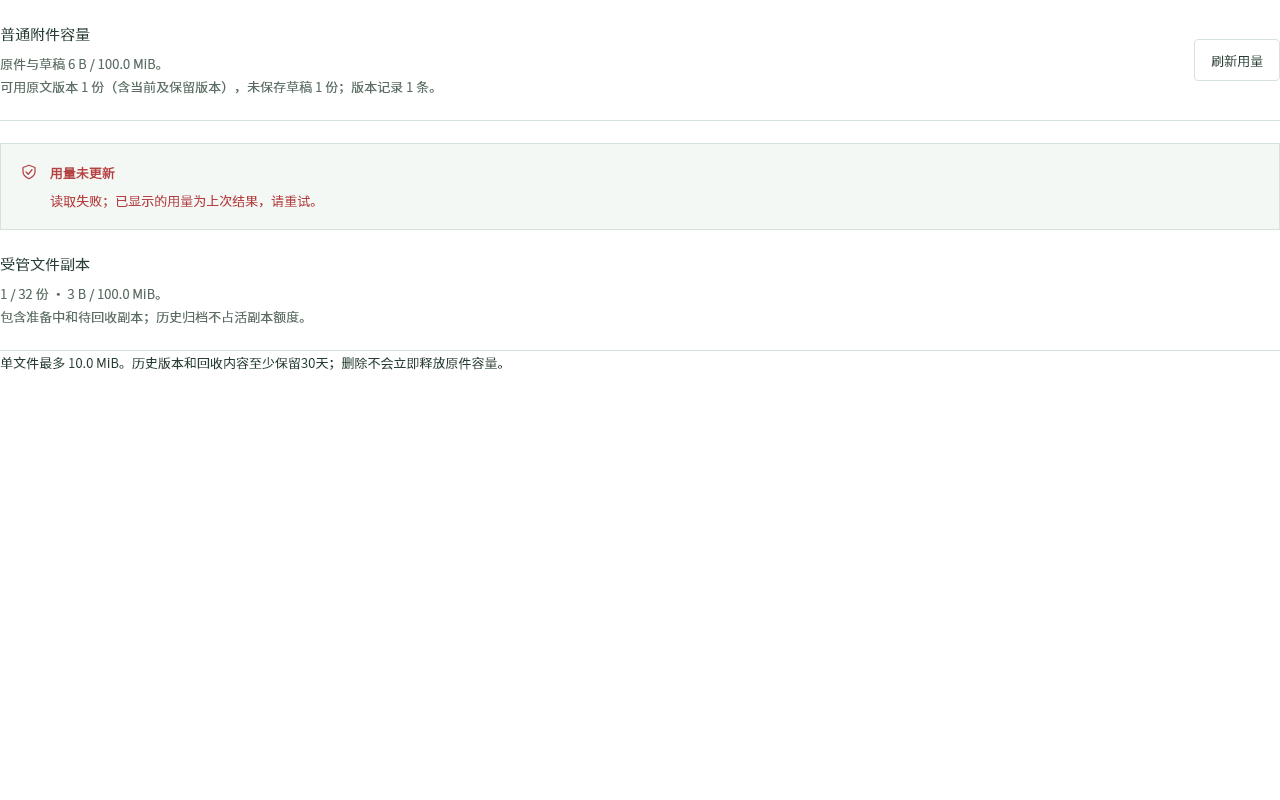 普通附件容量
原件与草稿 6 B / 100.0 MiB。
可用原文版本 1 份（含当前及保留版本），未保存草稿 1 份；版本记录 1 条。
刷新用量
用量未更新
读取失败；已显示的用量为上次结果，请重试。
受管文件副本
1 / 32 份 · 3 B / 100.0 MiB。
包含准备中和待回收副本；历史归档不占活副本额度。
单文件最多 10.0 MiB。历史版本和回收内容至少保留30天；删除不会立即释放原件容量。